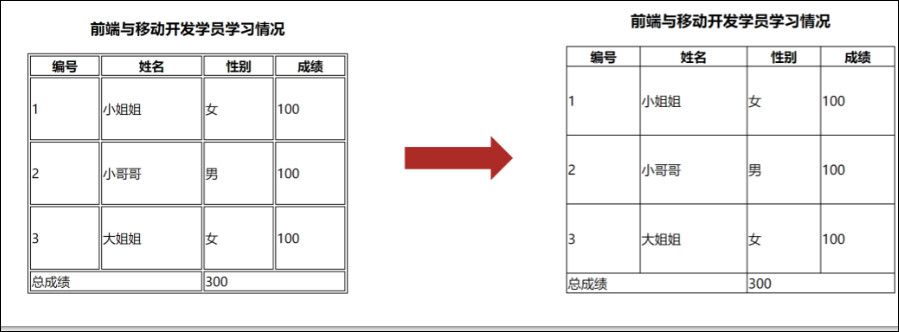 前端与移动开发学员学习情况
编号 姓名 性别 成绩
1 小姐姐 女 100
2 小哥哥 男 100
3 大姐姐 女 100
总成绩 300
前端与移动开发学员学习情况
编号 姓名 性别 成绩
1 小姐姐 女 100
2 小哥哥 男 100
3 大姐姐 女 100
总成绩 300